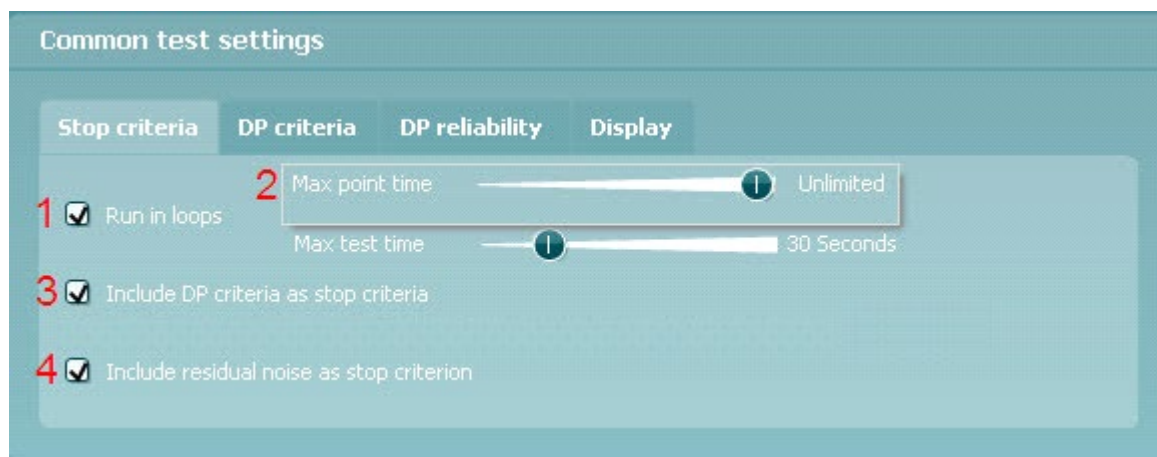 Common test settings
Stop criteria DP criteria DP reliability Display
2 Max point time Unlimited
1 Run in loops
Max test time 30 Seconds
3 Include DP criteria as stop criteria
4 Include residual noise as stop criterion